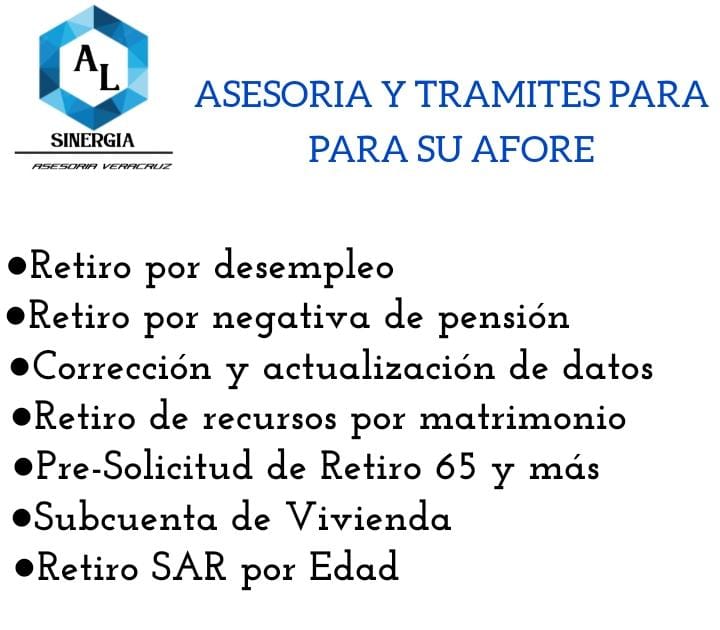 AL
SINERGIA
ASESORIA VERACRUZ
ASESORIA Y TRAMITES PARA
PARA SU AFORE
●Retiro por desempleo
●Retiro por negativa de pensión
●Corrección y actualización de datos
●Retiro de recursos por matrimonio
●Pre-Solicitud de Retiro 65 y más
●Subcuenta de Vivienda
●Retiro SAR por Edad